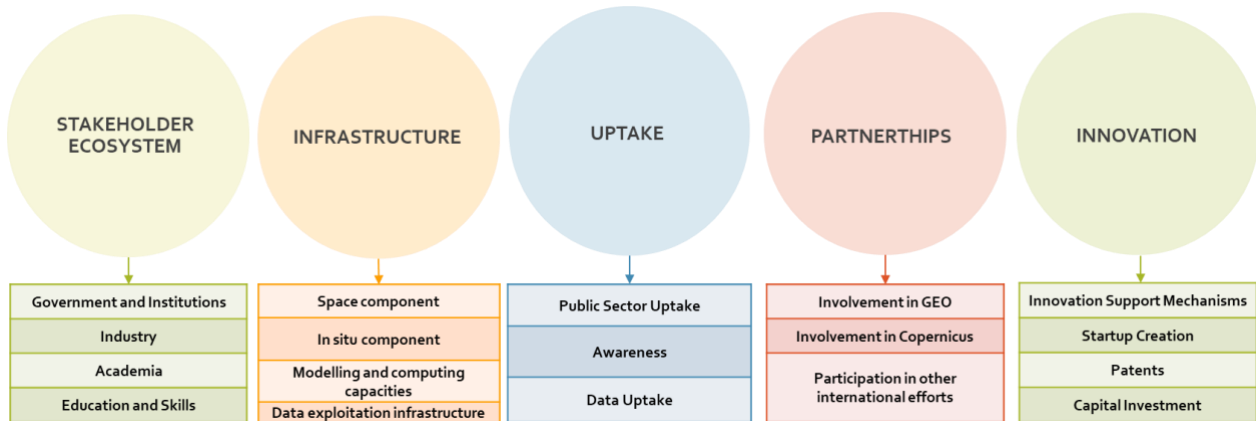 STAKEHOLDER
ECOSYSTEM
INFRASTRUCTURE
UPTAKE
PARTNERTHIPS
INNOVATION
Government and Institutions
Industry
Academia
Education and Skills
Space component
In situ component
Modelling and computing
capacities
Data exploitation infrastructure
Public Sector Uptake
Awareness
Data Uptake
Involvement in GEO
Involvement in Copernicus
Participation in other
international efforts
Innovation Support Mechanisms
Startup Creation
Patents
Capital Investment